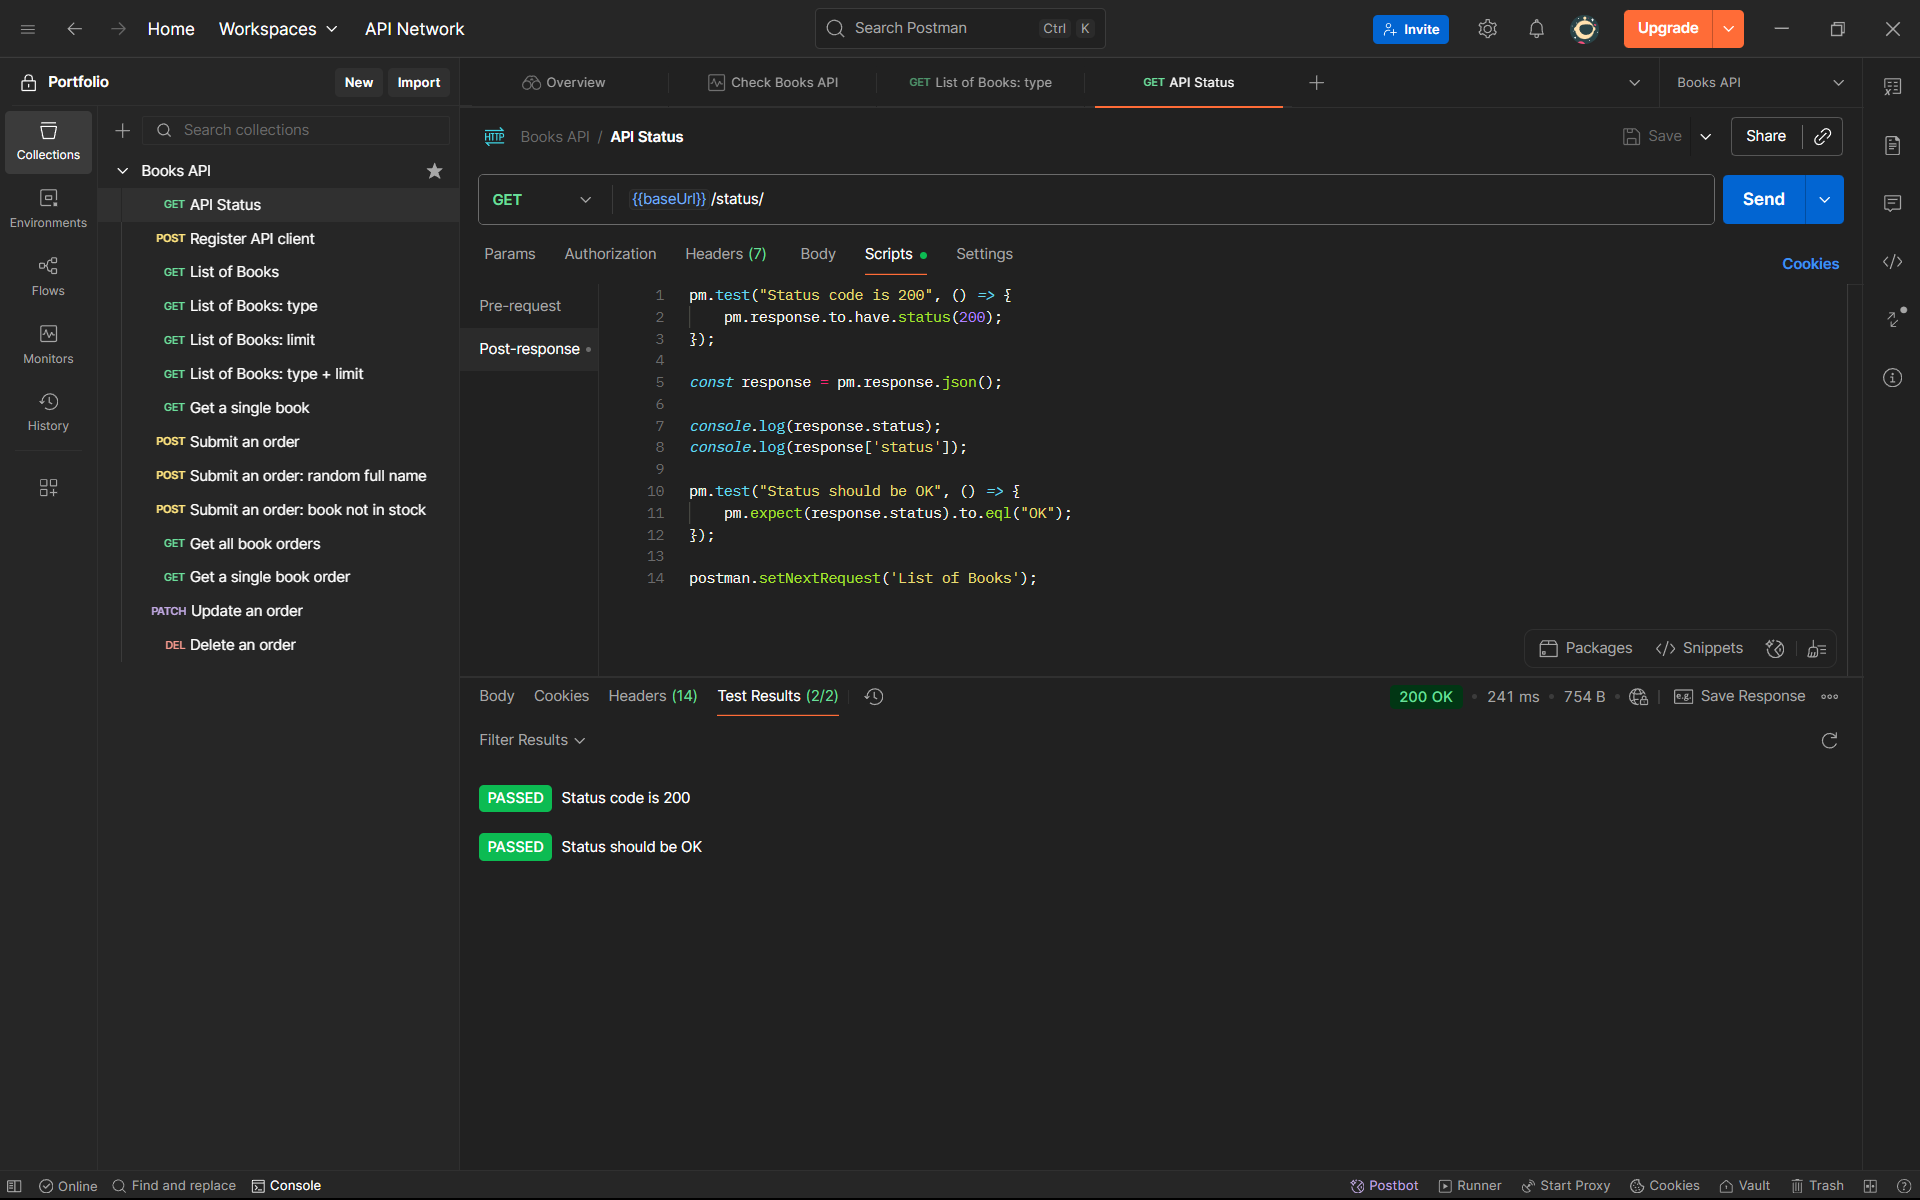 Home Workspaces API Network Search Postman Ctrl K Invite Upgrade
Portfolio New Import Overview Check Books API GET List of Books: type GET API Status Books API
Search collections
Collections
Environments
Flows
Monitors
History
Books API
GET API Status
POST Register API client
GET List of Books
GET List of Books: type
GET List of Books: limit
GET List of Books: type + limit
GET Get a single book
POST Submit an order
POST Submit an order: random full name
POST Submit an order: book not in stock
GET Get all book orders
GET Get a single book order
PATCH Update an order
DEL Delete an order
HTTP Books API / API Status Save Share
GET {{baseUrl}} /status/ Send
Params Authorization Headers (7) Body Scripts Settings Cookies
Pre-request
Post-response
1 pm.test("Status code is 200", () => {
2 pm.response.to.have.status(200);
3 });
4
5 const response = pm.response.json();
6
7 console.log(response.status);
8 console.log(response['status']);
9
10 pm.test("Status should be OK", () => {
11 pm.expect(response.status).to.eql("OK");
12 });
13
14 postman.setNextRequest('List of Books');
Packages </> Snippets
Body Cookies Headers (14) Test Results (2/2) 200 OK 241 ms 754 B e.g. Save Response
Filter Results
PASSED Status code is 200
PASSED Status should be OK
Online Find and replace Console Postbot Runner Start Proxy Cookies Vault Trash